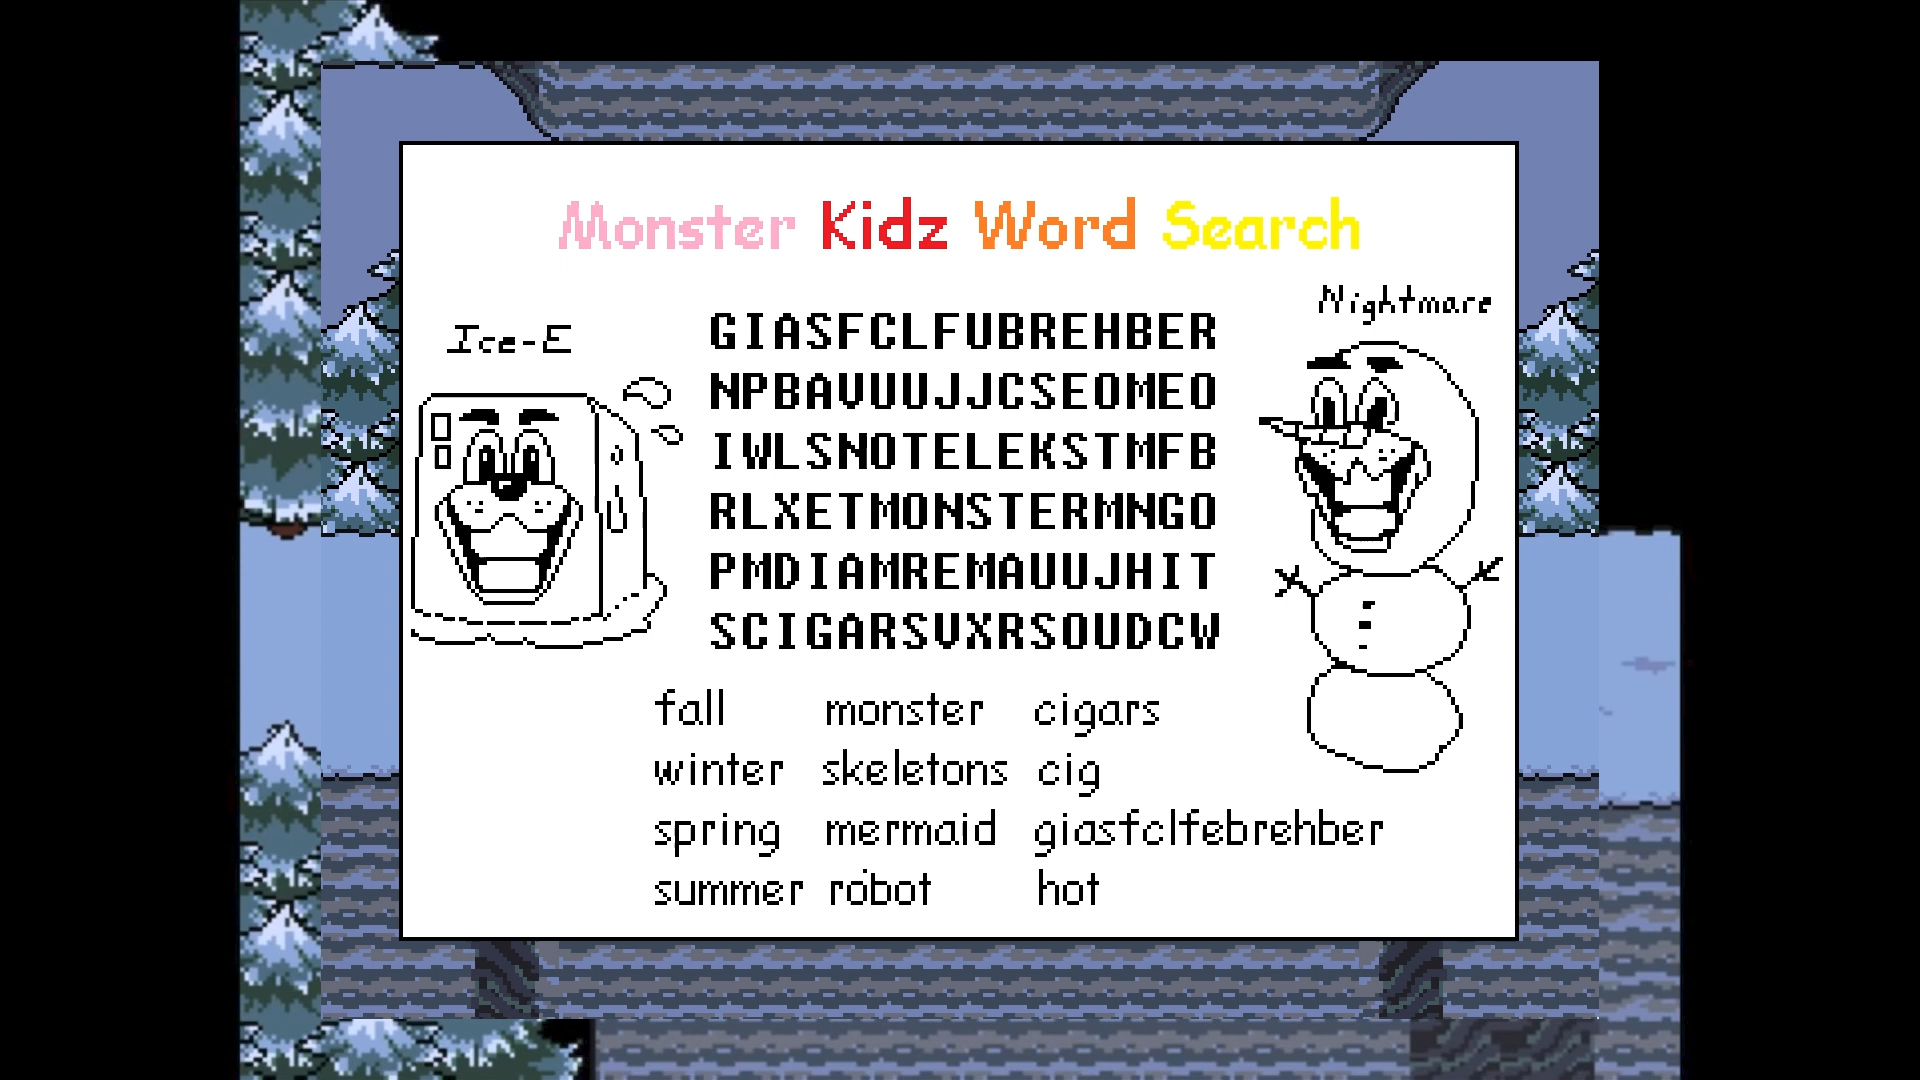 Monster Kidz Word Search
Nightmare
Ice-E
GIASFCLFUBREHBER
NPBAVUUJJCSEOMEO
IWLSNOTELEKSTMFB
RLXETMONSTERMNGO
PMDIAMREMAUUJHIT
SCIGARSVXRSOUDCW
fall monster cigars
winter skeletons cig
spring mermaid giasfclfebrehber
summer robot hot